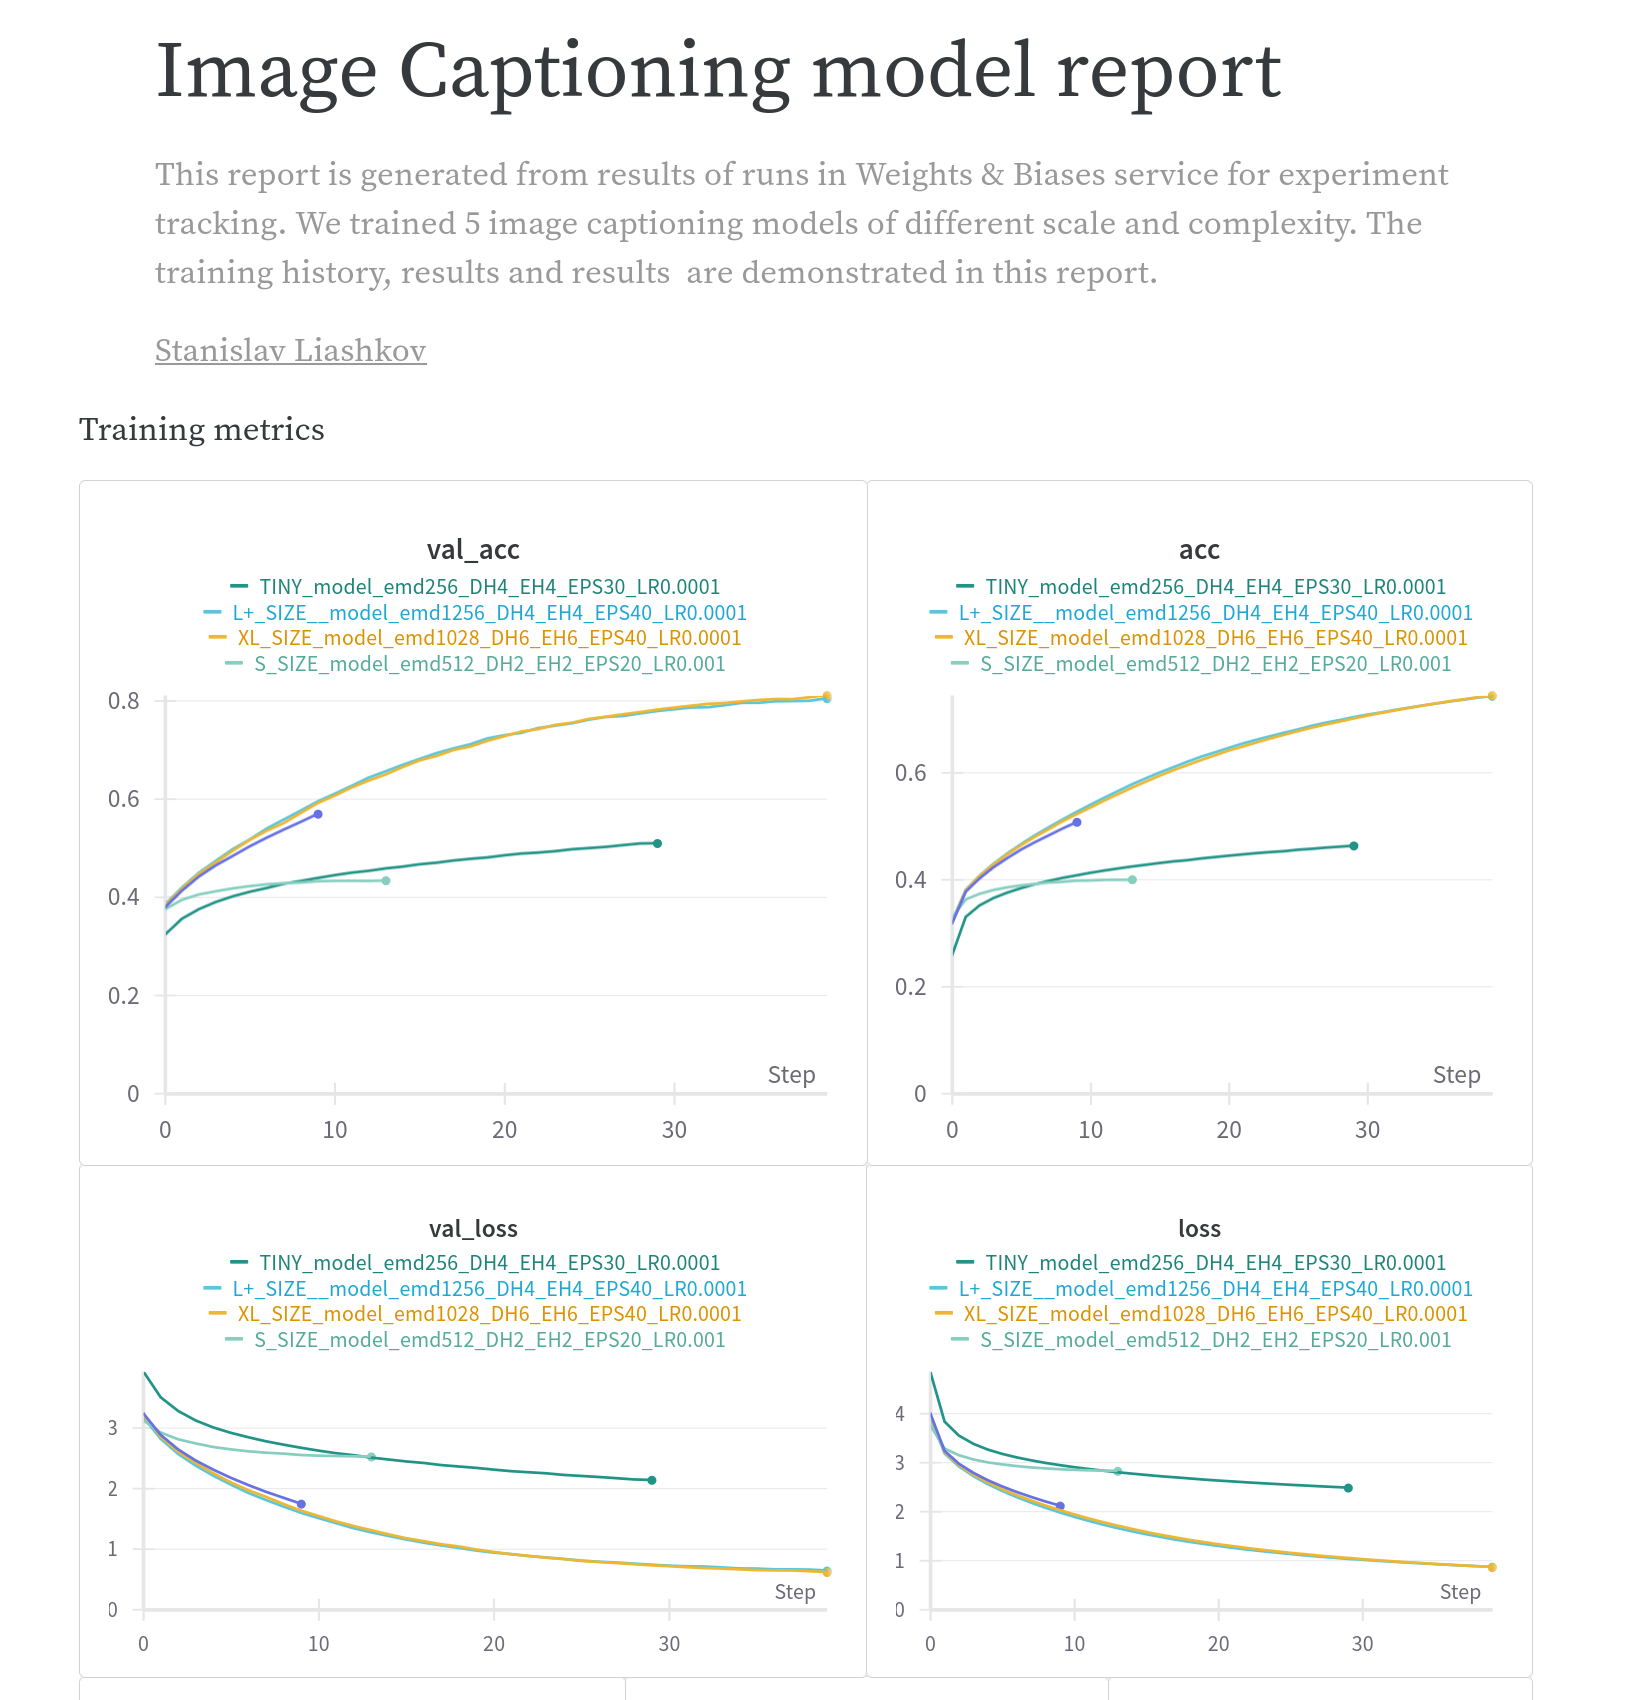 Image Captioning model report
This report is generated from results of runs in Weights & Biases service for experiment
tracking. We trained 5 image captioning models of different scale and complexity. The
training history, results and results  are demonstrated in this report.
Stanislav Liashkov
Training metrics
val_acc
TINY_model_emd256_DH4_EH4_EPS30_LR0.0001
L+_SIZE__model_emd1256_DH4_EH4_EPS40_LR0.0001
XL_SIZE_model_emd1028_DH6_EH6_EPS40_LR0.0001
S_SIZE_model_emd512_DH2_EH2_EPS20_LR0.001
0.8
0.6
0.4
0.2
0
Step
0 10 20 30
acc
TINY_model_emd256_DH4_EH4_EPS30_LR0.0001
L+_SIZE__model_emd1256_DH4_EH4_EPS40_LR0.0001
XL_SIZE_model_emd1028_DH6_EH6_EPS40_LR0.0001
S_SIZE_model_emd512_DH2_EH2_EPS20_LR0.001
0.6
0.4
0.2
0
Step
0 10 20 30
val_loss
TINY_model_emd256_DH4_EH4_EPS30_LR0.0001
L+_SIZE__model_emd1256_DH4_EH4_EPS40_LR0.0001
XL_SIZE_model_emd1028_DH6_EH6_EPS40_LR0.0001
S_SIZE_model_emd512_DH2_EH2_EPS20_LR0.001
3
2
1
0
Step
0 10 20 30
loss
TINY_model_emd256_DH4_EH4_EPS30_LR0.0001
L+_SIZE__model_emd1256_DH4_EH4_EPS40_LR0.0001
XL_SIZE_model_emd1028_DH6_EH6_EPS40_LR0.0001
S_SIZE_model_emd512_DH2_EH2_EPS20_LR0.001
4
3
2
1
0
Step
0 10 20 30